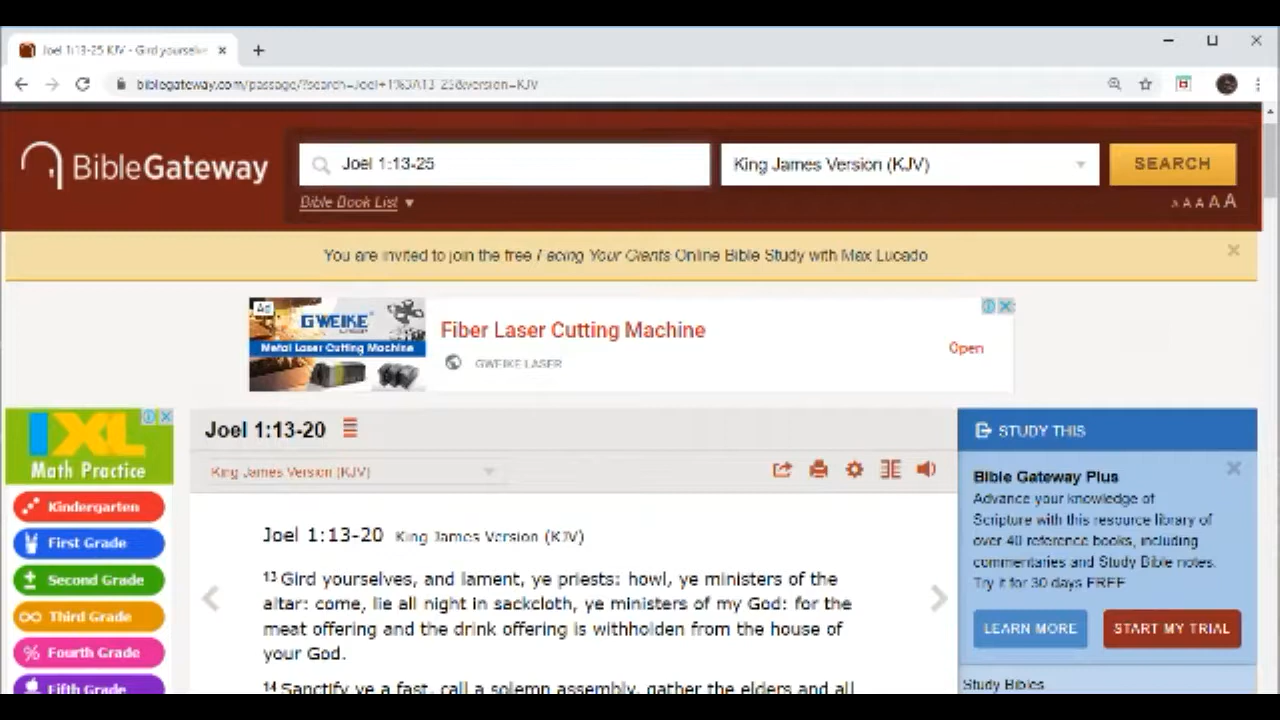 Joel 1:13-25 KJV - Gird yourselve
biblegateway.com/passage/?search=Joel+1%3A13-25&version=KJV
BibleGateway
Joel 1:13-25
King James Version (KJV)
SEARCH
Bible Book List ▼
A A A A A
You are invited to join the free Facing Your Giants Online Bible Study with Max Lucado
Ad
GWEIKE
Metal Laser Cutting Machine
Fiber Laser Cutting Machine
GWEIKE LASER
Open
IXL
Math Practice
Kindergarten
First Grade
Second Grade
Third Grade
Fourth Grade
Fifth Grade
Joel 1:13-20
King James Version (KJV)
Joel 1:13-20 King James Version (KJV)
13 Gird yourselves, and lament, ye priests: howl, ye ministers of the
altar: come, lie all night in sackcloth, ye ministers of my God: for the
meat offering and the drink offering is withholden from the house of
your God.
14 Sanctify ye a fast, call a solemn assembly, gather the elders and all
STUDY THIS
Bible Gateway Plus
Advance your knowledge of
Scripture with this resource library of
over 40 reference books, including
commentaries and Study Bible notes.
Try it for 30 days FREE
LEARN MORE
START MY TRIAL
Study Bibles